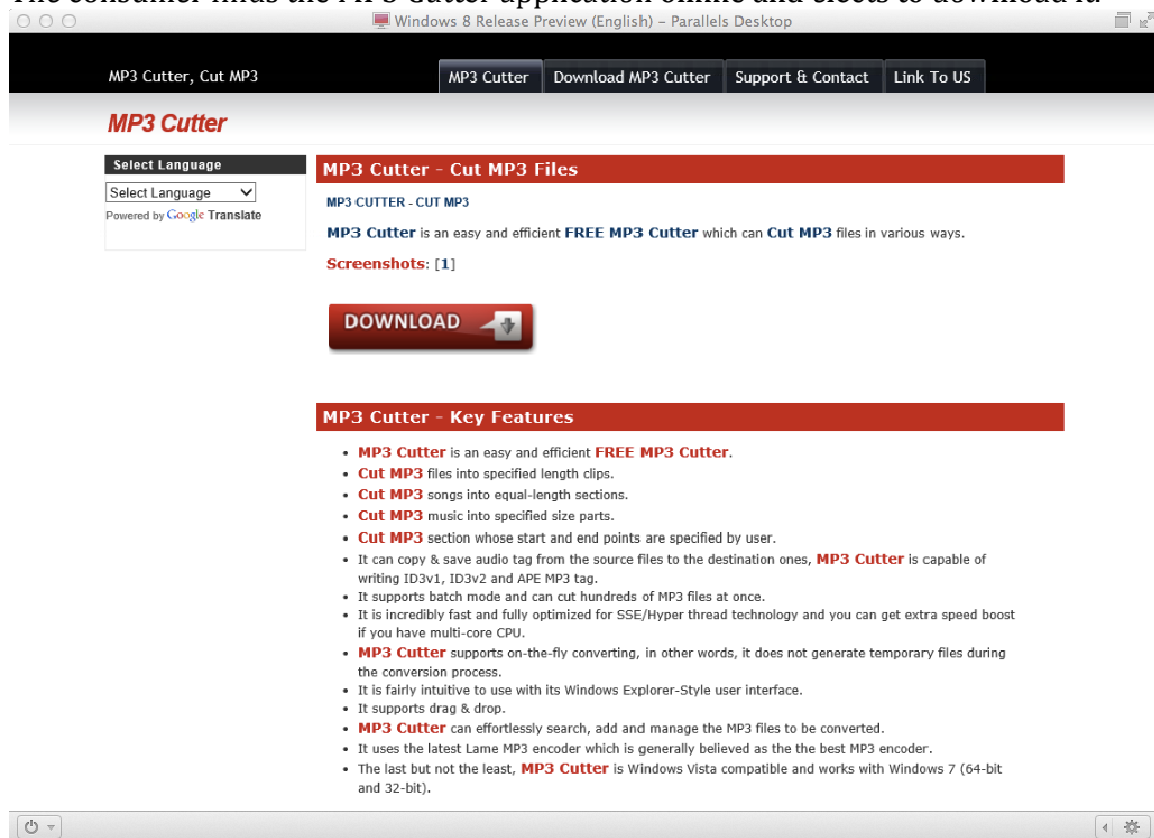 The consumer finds the MP3 Cutter application online and elects to download it.
Windows 8 Release Preview (English) – Parallels Desktop
MP3 Cutter, Cut MP3
MP3 Cutter
Download MP3 Cutter
Support & Contact
Link To US
MP3 Cutter
Select Language
Select Language
Powered by Google Translate
MP3 Cutter - Cut MP3 Files
MP3 CUTTER - CUT MP3
MP3 Cutter is an easy and efficient FREE MP3 Cutter which can Cut MP3 files in various ways.
Screenshots: [1]
DOWNLOAD
MP3 Cutter - Key Features
• MP3 Cutter is an easy and efficient FREE MP3 Cutter.
• Cut MP3 files into specified length clips.
• Cut MP3 songs into equal-length sections.
• Cut MP3 music into specified size parts.
• Cut MP3 section whose start and end points are specified by user.
• It can copy & save audio tag from the source files to the destination ones, MP3 Cutter is capable of
writing ID3v1, ID3v2 and APE MP3 tag.
• It supports batch mode and can cut hundreds of MP3 files at once.
• It is incredibly fast and fully optimized for SSE/Hyper thread technology and you can get extra speed boost
if you have multi-core CPU.
• MP3 Cutter supports on-the-fly converting, in other words, it does not generate temporary files during
the conversion process.
• It is fairly intuitive to use with its Windows Explorer-Style user interface.
• It supports drag & drop.
• MP3 Cutter can effortlessly search, add and manage the MP3 files to be converted.
• It uses the latest Lame MP3 encoder which is generally believed as the the best MP3 encoder.
• The last but not the least, MP3 Cutter is Windows Vista compatible and works with Windows 7 (64-bit
and 32-bit).